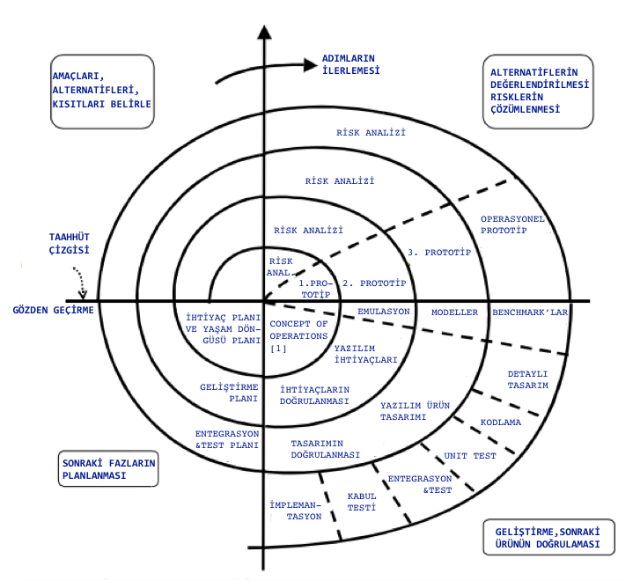 AMAÇLARI,
ALTERNATİFLERİ,
KISITLARI BELİRLE
ADIMLARIN
İLERLEMESİ
ALTERNATİFLERİN
DEĞERLENDİRİLMESİ
RİSKLERİN
ÇÖZÜMLENMESİ
RİSK ANALİZİ
RİSK ANALİZİ
RİSK ANALİZİ
RİSK
ANAL.
1.PRO-
TOTİP
2. PROTOTİP
3. PROTOTİP
OPERASYONEL
PROTOTİP
TAAHHÜT
ÇİZGİSİ
GÖZDEN GEÇİRME
İHTİYAÇ PLANI
VE YAŞAM DÖN-
GÜSÜ PLANI
CONCEPT OF
OPERATIONS
[1]
EMULASYON
MODELLER
BENCHMARK'LAR
YAZILIM
İHTİYAÇLARI
GELİŞTİRME
PLANI
İHTİYAÇLARIN
DOĞRULANMASI
YAZILIM ÜRÜN
TASARIMI
DETAYLI
TASARIM
KODLAMA
UNIT TEST
ENTEGRASYON
&TEST
ENTEGRASYON
&TEST PLANI
TASARIMIN
DOĞRULANMASI
KABUL
TESTİ
İMPLEMAN-
TASYON
SONRAKİ FAZLARIN
PLANLANMASI
GELİŞTİRME,SONRAKİ
ÜRÜNÜN DOĞRULAMASI